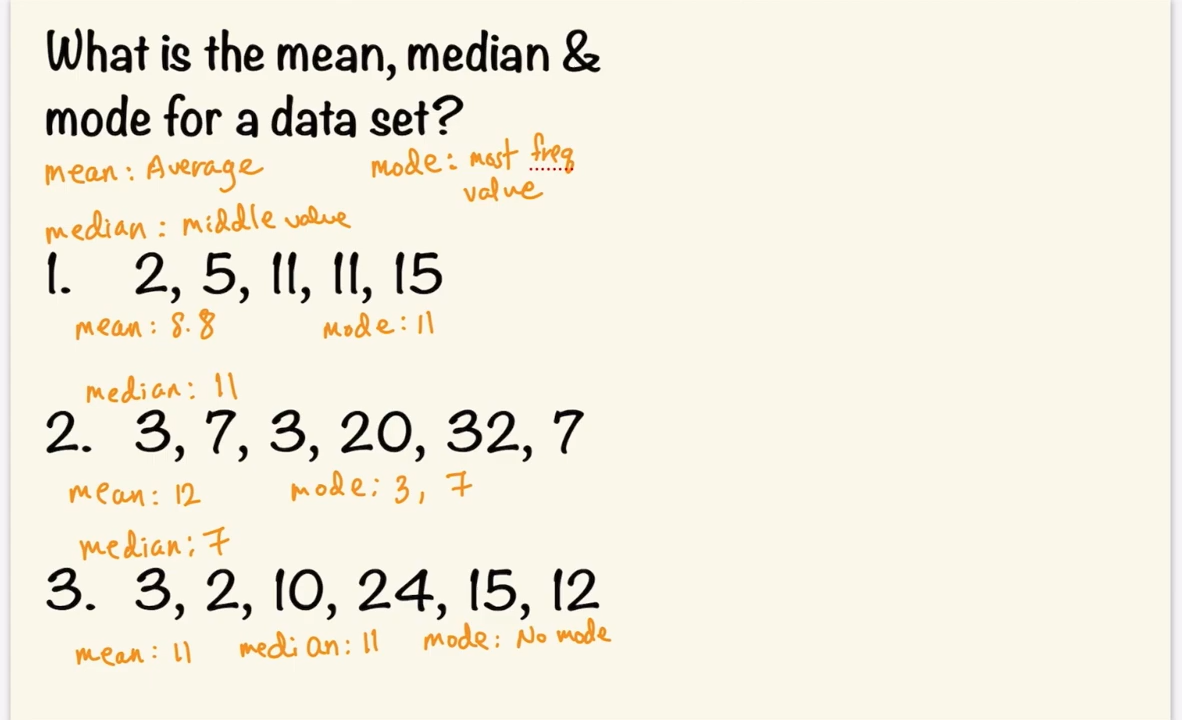 What is the mean, median &
mode for a data set?
mean: Average
mode: most freq
value
median: middle value
1. 2, 5, 11, 11, 15
mean: 8.8 mode: 11
median: 11
2. 3, 7, 3, 20, 32, 7
mean: 12 mode: 3, 7
median: 7
3. 3, 2, 10, 24, 15, 12
mean: 11 median: 11 mode: No mode